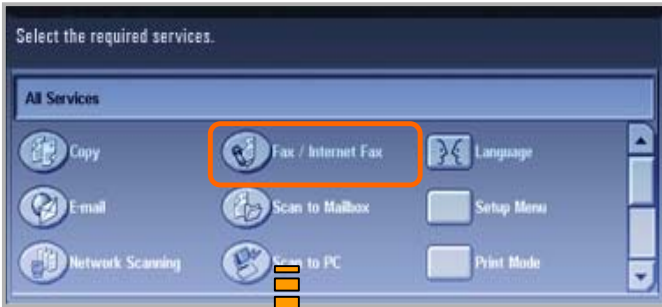 Select the required services.
All Services
Copy Fax / Internet Fax Language
E-mail Scan to Mailbox Setup Menu
Network Scanning Scan to PC Print Mode